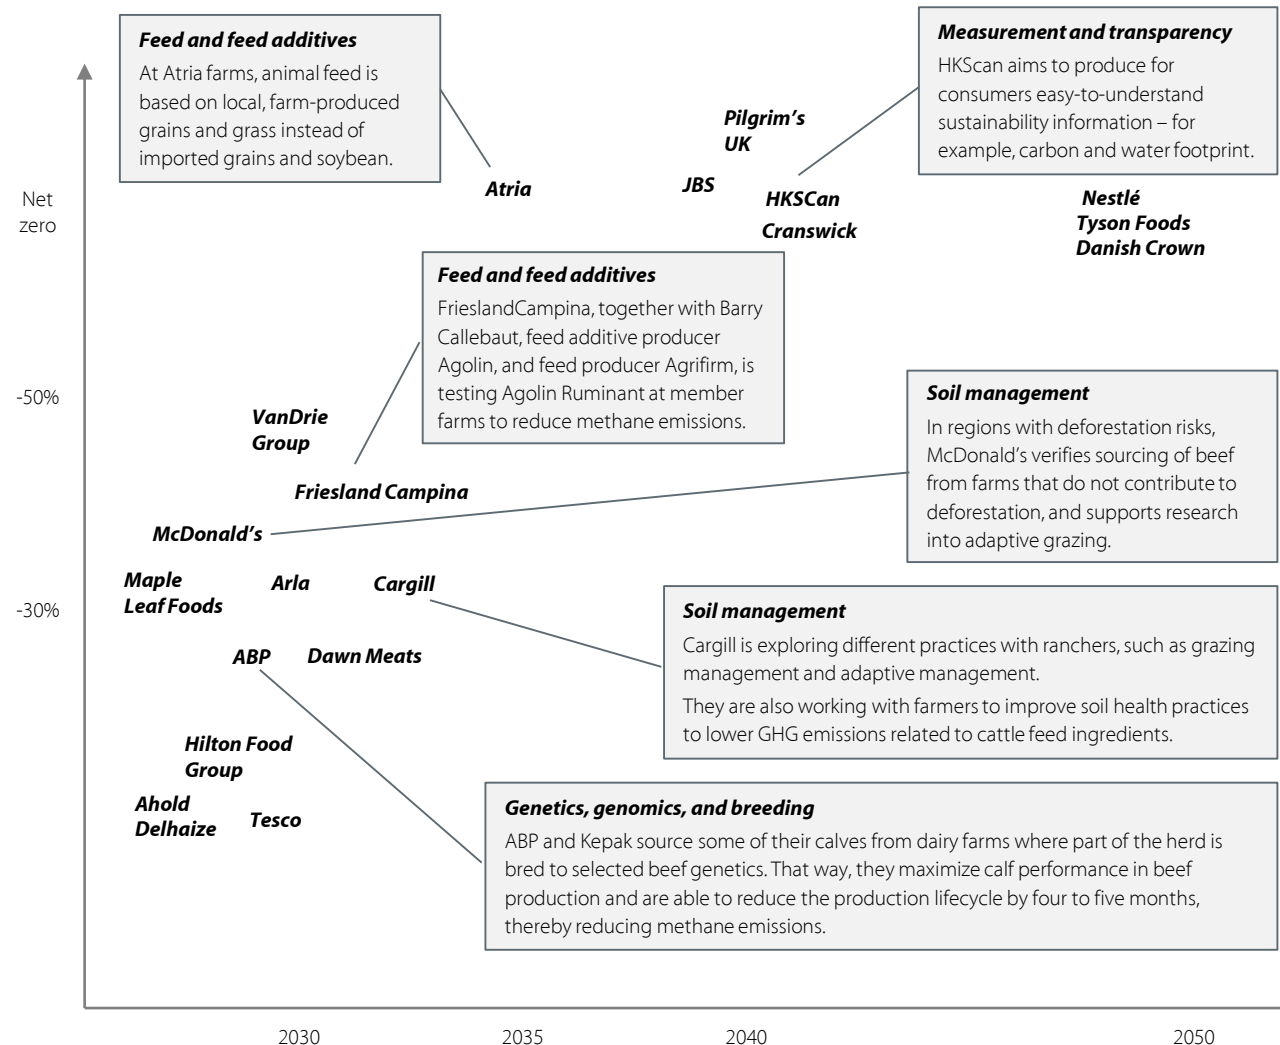 Feed and feed additives
At Atria farms, animal feed is
based on local, farm-produced
grains and grass instead of
imported grains and soybean.
Measurement and transparency
HKScan aims to produce for
consumers easy-to-understand
sustainability information – for
example, carbon and water footprint.
Pilgrim's
UK
Atria
JBS
HKSCan
Cranswick
Nestlé
Tyson Foods
Danish Crown
Net
zero
Feed and feed additives
FrieslandCampina, together with Barry
Callebaut, feed additive producer
Agolin, and feed producer Agrifirm, is
testing Agolin Ruminant at member
farms to reduce methane emissions.
-50%
VanDrie
Group
Friesland Campina
Soil management
In regions with deforestation risks,
McDonald's verifies sourcing of beef
from farms that do not contribute to
deforestation, and supports research
into adaptive grazing.
McDonald's
Maple
Leaf Foods
Arla
Cargill
-30%
Soil management
Cargill is exploring different practices with ranchers, such as grazing
management and adaptive management.
They are also working with farmers to improve soil health practices
to lower GHG emissions related to cattle feed ingredients.
ABP
Dawn Meats
Hilton Food
Group
Ahold
Delhaize
Tesco
Genetics, genomics, and breeding
ABP and Kepak source some of their calves from dairy farms where part of the herd is
bred to selected beef genetics. That way, they maximize calf performance in beef
production and are able to reduce the production lifecycle by four to five months,
thereby reducing methane emissions.
2030
2035
2040
2050